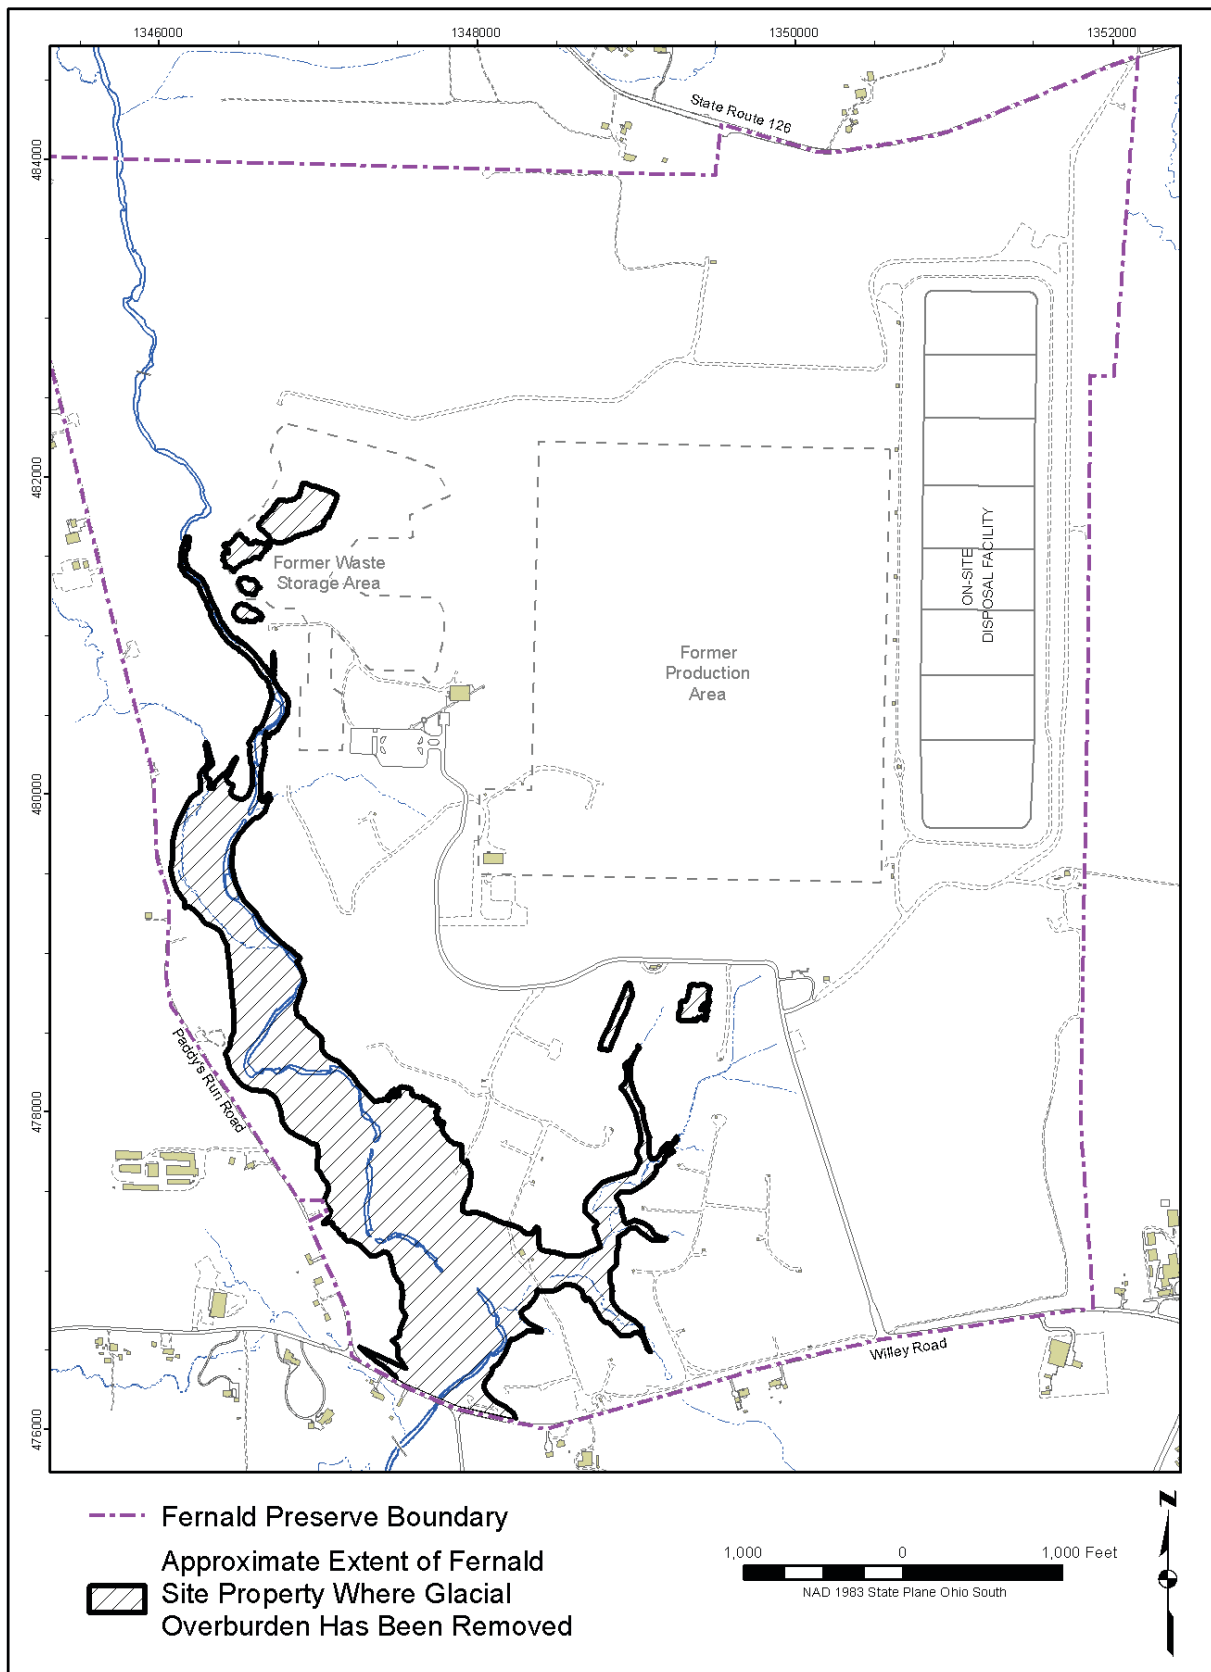 1346000
1348000
1350000
1352000
State Route 126
484000
482000
480000
478000
476000
Former Waste
Storage Area
Former
Production
Area
ON-SITE
DISPOSAL FACILITY
Paddy's Run Road
Willey Road
Fernald Preserve Boundary
Approximate Extent of Fernald
Site Property Where Glacial
Overburden Has Been Removed
1,000
0
1,000 Feet
NAD 1983 State Plane Ohio South
N